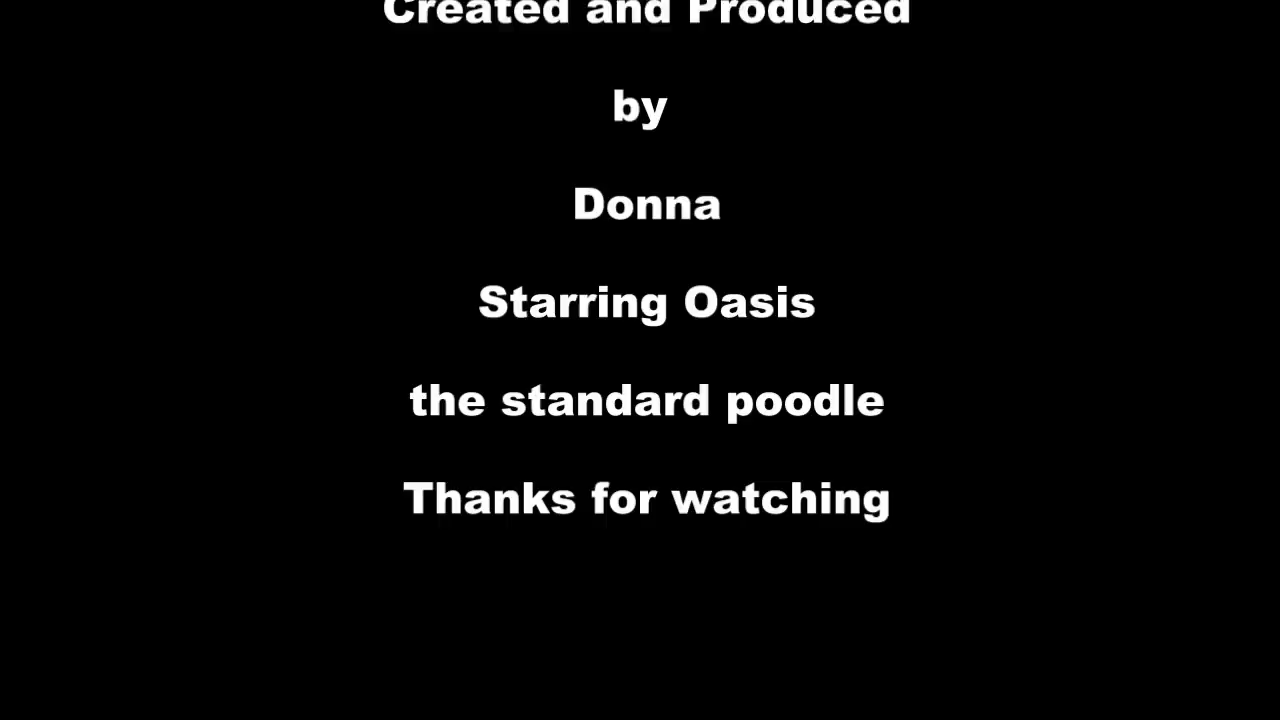 Created and Produced
by
Donna
Starring Oasis
the standard poodle
Thanks for watching